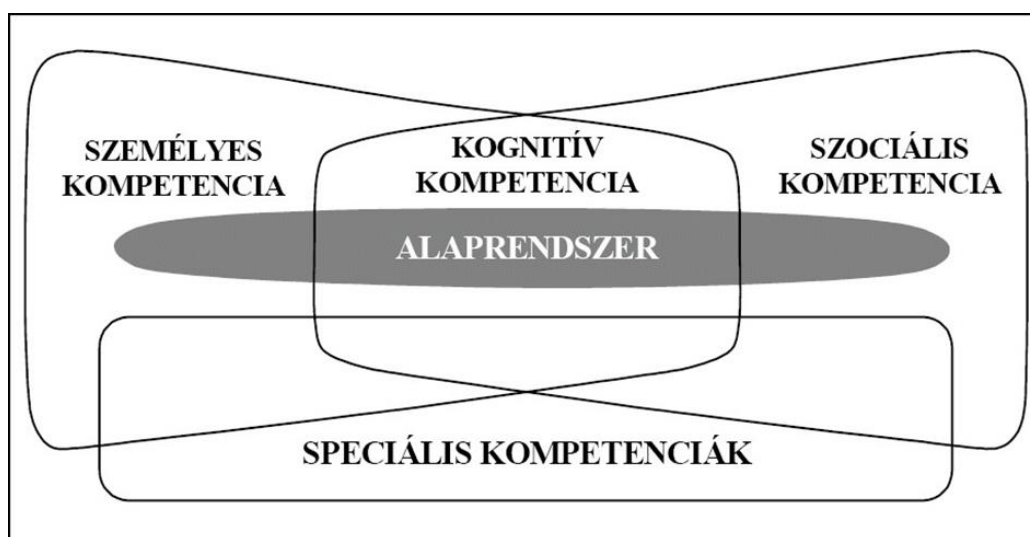 SZEMÉLYES
KOMPETENCIA
KOGNITÍV
KOMPETENCIA
SZOCIÁLIS
KOMPETENCIA
ALAPRENDSZER
SPECIÁLIS KOMPETENCIÁK